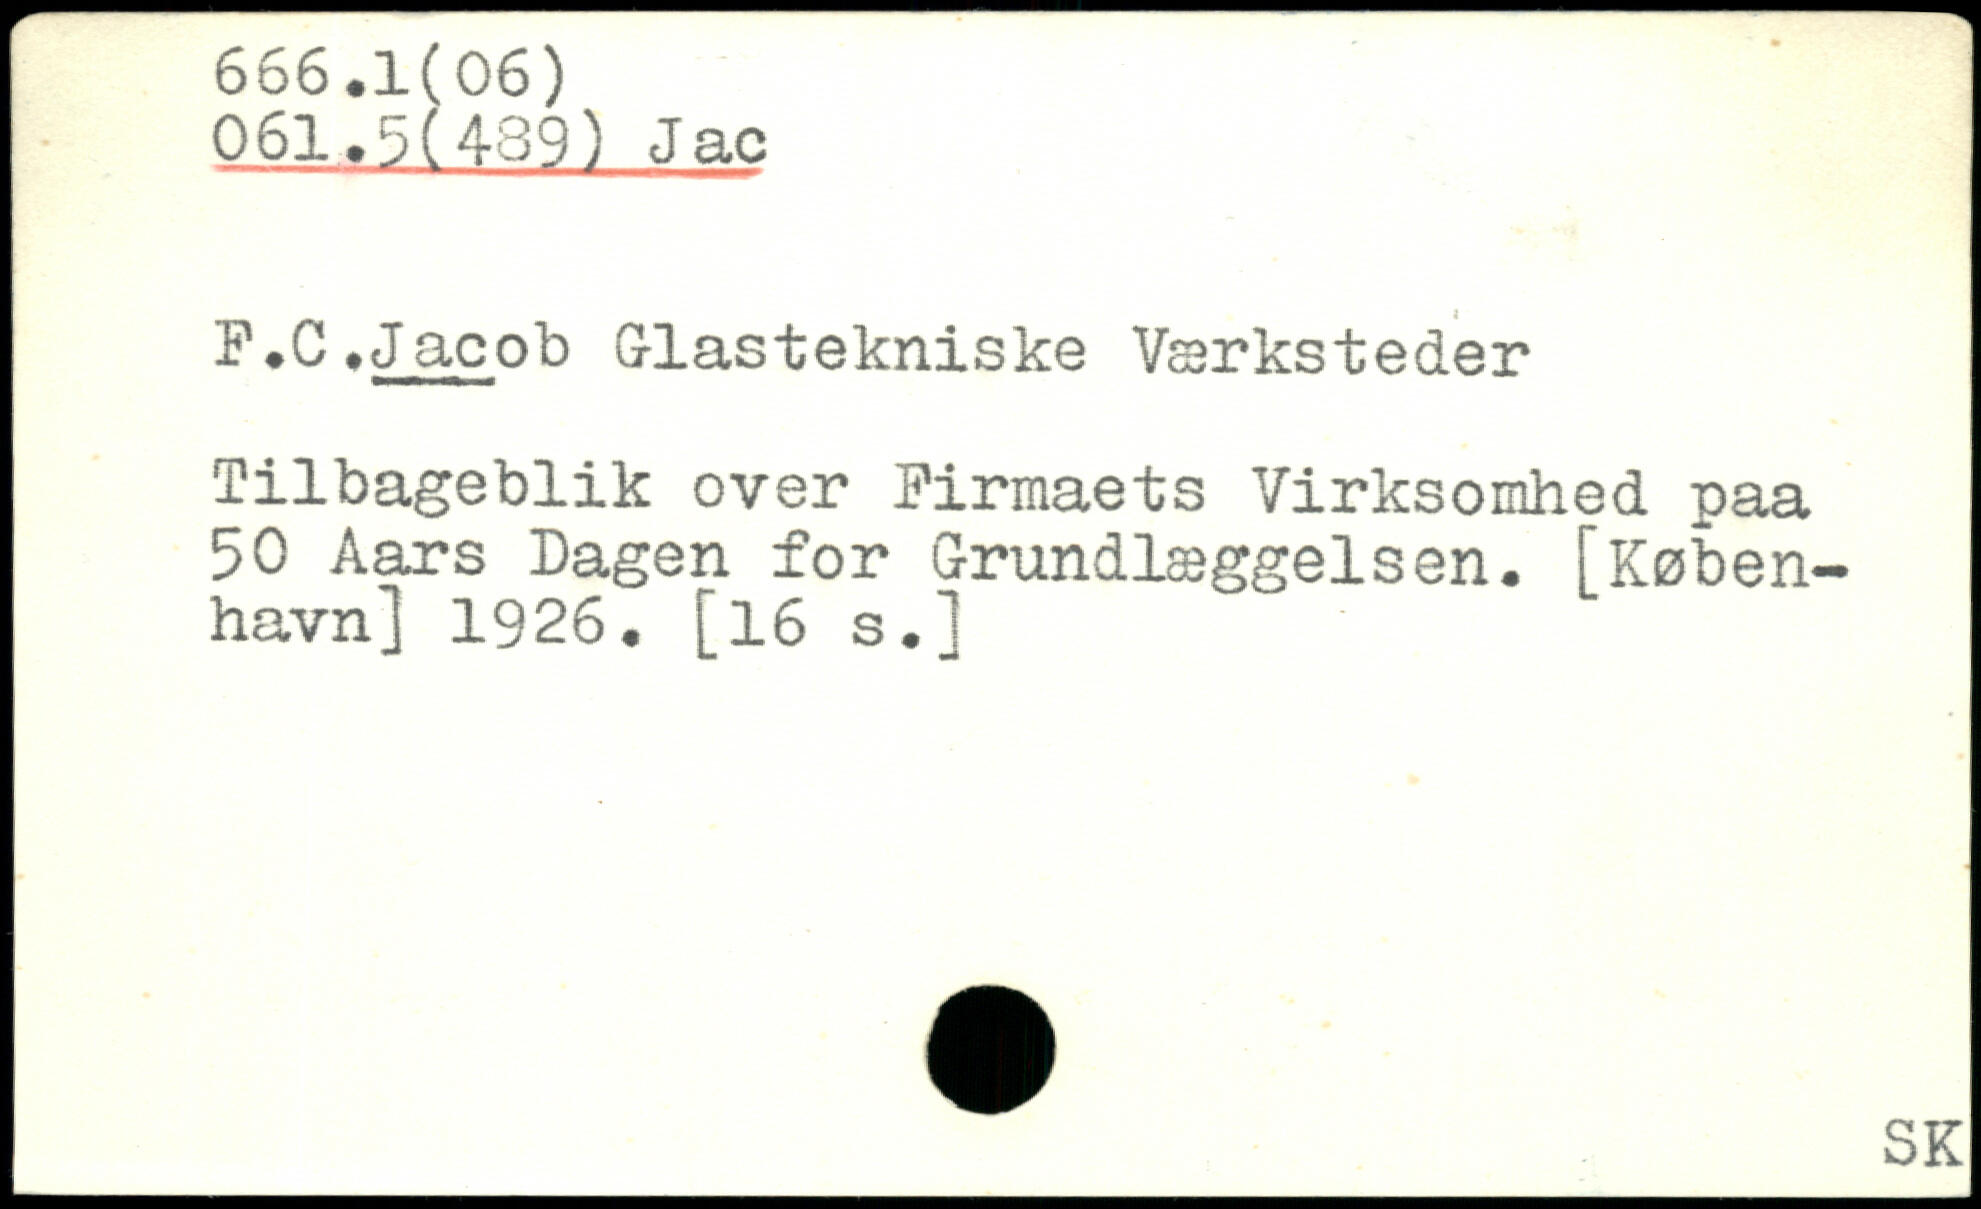 666.1(06)
061.5(489) Jac
F.C.Jacob Glastekniske Værksteder
Tilbageblik over Firmaets Virksomhed paa
50 Aars Dagen for Grundlæggelsen. [Køben-
havn] 1926. [16 s.]
SK